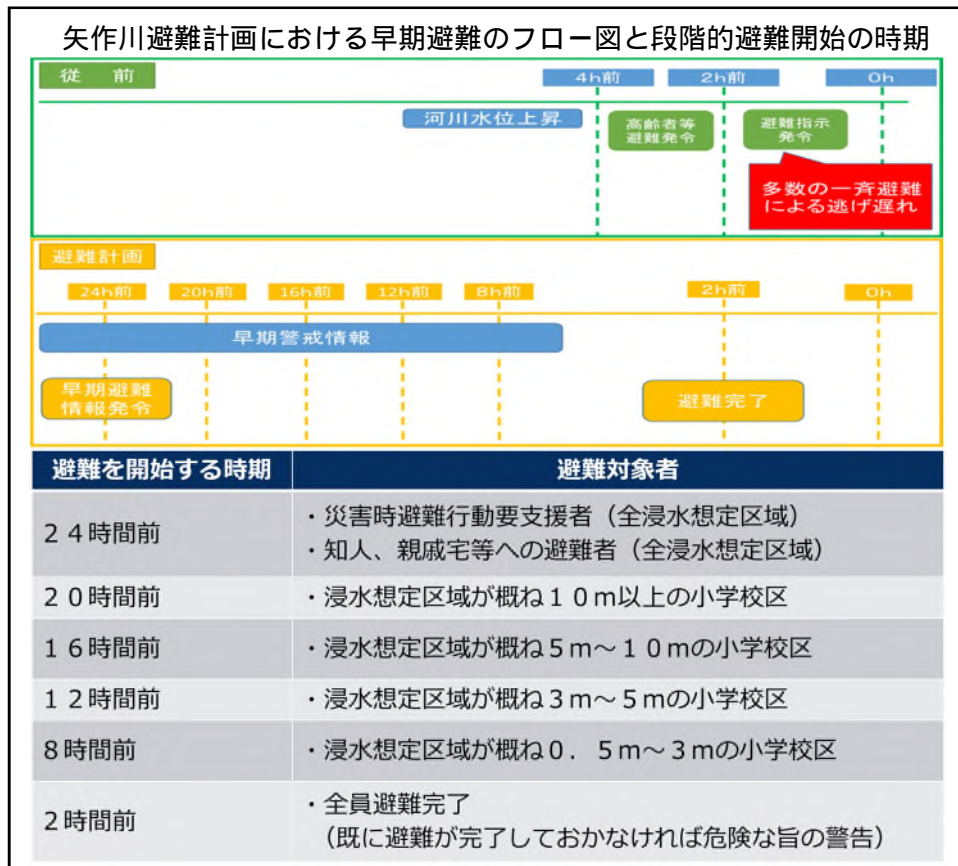 矢作川避難計画における早期避難のフロー図と段階的避難開始の時期
従 前
4h前 2h前 0h
河川水位上昇
高齢者等
避難発令
避難指示
発令
多数の一斉避難
による逃げ遅れ
避難計画
24h前 20h前 16h前 12h前 8h前 2h前 0h
早期警戒情報
早期避難
情報発令
避難完了
避難を開始する時期 避難対象者
24時間前
・災害時避難行動要支援者（全浸水想定区域）
・知人、親戚宅等への避難者（全浸水想定区域）
20時間前 ・浸水想定区域が概ね10m以上の小学校区
16時間前 ・浸水想定区域が概ね5m～10mの小学校区
12時間前 ・浸水想定区域が概ね3m～5mの小学校区
8時間前 ・浸水想定区域が概ね0．5m～3mの小学校区
2時間前
・全員避難完了
（既に避難が完了しておかなければ危険な旨の警告）